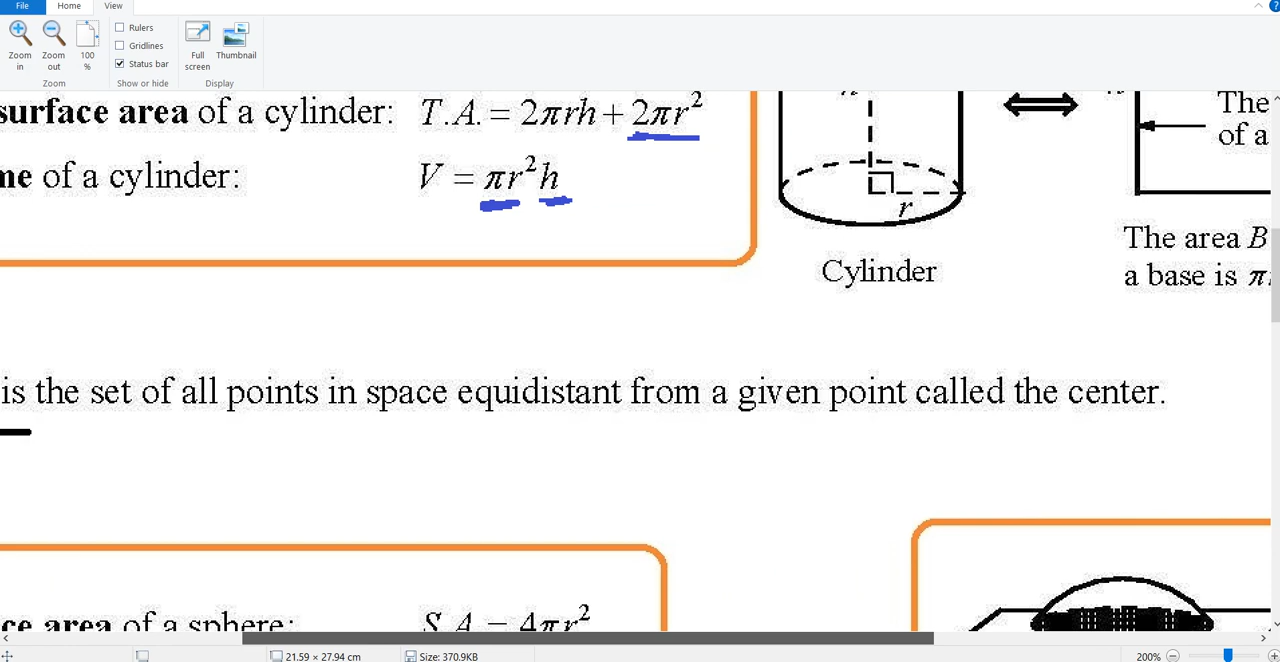 File Home View
Zoom in Zoom out 100 % Rulers Gridlines Status bar Full screen Thumbnail
Zoom Show or hide Display
surface area of a cylinder: T.A. = 2πrh + 2πr²
me of a cylinder: V = πr²h
r
Cylinder
The
of a
The area B
a base is π
is the set of all points in space equidistant from a given point called the center.
ce area of a sphere: S.A. = 4πr²
21.59 × 27.94 cm Size: 370.9KB 200%